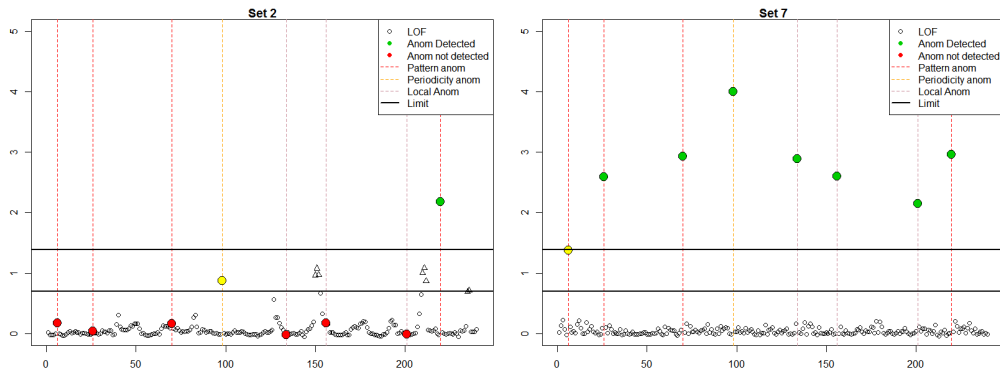 Set 2
5
4
3
2
1
0
0
50
100
150
200
LOF
Anom Detected
Anom not detected
Pattern anom
Periodicity anom
Local Anom
Limit
Set 7
5
4
3
2
1
0
0
50
100
150
200
LOF
Anom Detected
Anom not detected
Pattern anom
Periodicity anom
Local Anom
Limit